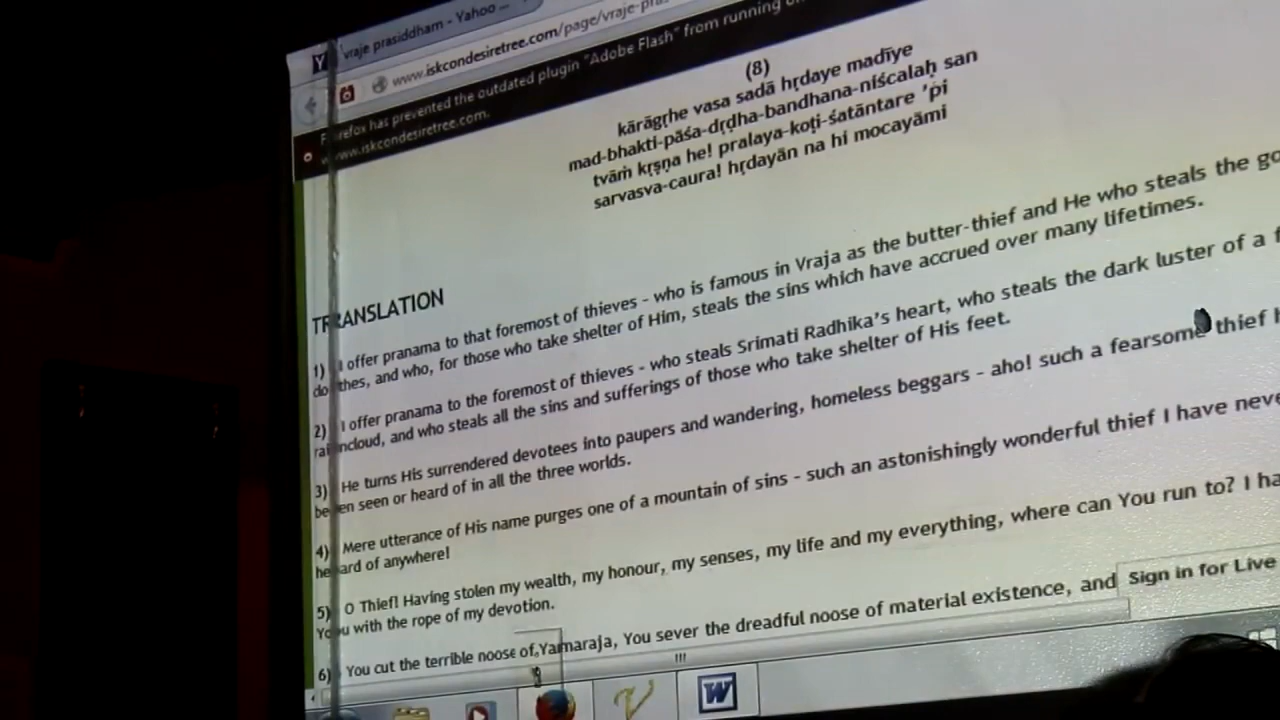 vraje prasiddham - Yahoo ...
www.iskcondesiretree.com/page/vraje-pra
Firefox has prevented the outdated plugin "Adobe Flash" from running
www.iskcondesiretree.com.
(8)
kārāgṛhe vasa sadā hṛdaye madīye
mad-bhakti-pāśa-dṛḍha-bandhana-niścalaḥ san
tvāṁ kṛṣṇa he! pralaya-koṭi-śatāntare 'pi
sarvasva-caura! hṛdayān na hi mocayāmi
TRANSLATION
1) I offer pranama to that foremost of thieves - who is famous in Vraja as the butter-thief and He who steals the
clothes, and who, for those who take shelter of Him, steals the sins which have accrued over many lifetimes.
2) I offer pranama to the foremost of thieves - who steals Srimati Radhika's heart, who steals the dark luster of a
raincloud, and who steals all the sins and sufferings of those who take shelter of His feet.
3) He turns His surrendered devotees into paupers and wandering, homeless beggars - aho! such a fearsome thief
been seen or heard of in all the three worlds.
4) Mere utterance of His name purges one of a mountain of sins - such an astonishingly wonderful thief I have
heard of anywhere!
5) O Thief! Having stolen my wealth, my honour, my senses, my life and my everything, where can You run to? I
You with the rope of my devotion.
6) You cut the terrible noose of Yamaraja, You sever the dreadful noose of material existence, and
Sign in for Live